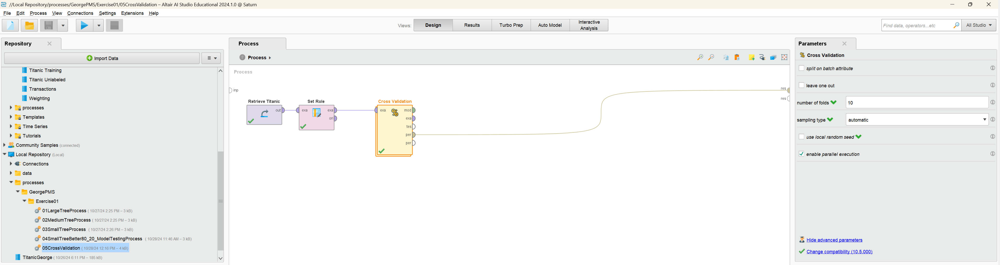 //Local Repository/processes/GeorgePMS/Exercise01/05CrossValidation – Altair AI Studio Educational 2024.1.0 @ Saturn
File Edit Process View Connections Settings Extensions Help
Views: Design Results Turbo Prep Auto Model Interactive Analysis
Find data, operators...etc All Studio
Repository
Import Data
Titanic Training
Titanic Unlabeled
Transactions
Weighting
processes
Templates
Time Series
Tutorials
Community Samples (connected)
Local Repository (Local)
Connections
data
processes
GeorgePMS
Exercise01
01LargeTreeProcess ( 10/27/24 2:25 PM – 3 kB)
02MediumTreeProcess ( 10/27/24 2:25 PM – 3 kB)
03SmallTreeProcess ( 10/27/24 2:26 PM – 3 kB)
04SmallTreeBetter80_20_ModelTestingProcess ( 10/28/24 11:46 AM – 3 kB)
05CrossValidation ( 10/28/24 12:16 PM – 4 kB)
TitanicGeorge ( 10/26/24 6:11 PM – 185 kB)
Process
Process
Process
inp
res
res
Retrieve Titanic
out
Set Role
exa exa
ori
Cross Validation
exa % mod
exa
tes
per
per
Parameters
% Cross Validation
split on batch attribute
leave one out
number of folds 10
sampling type automatic
use local random seed
enable parallel execution
Hide advanced parameters
Change compatibility (10.5.000)